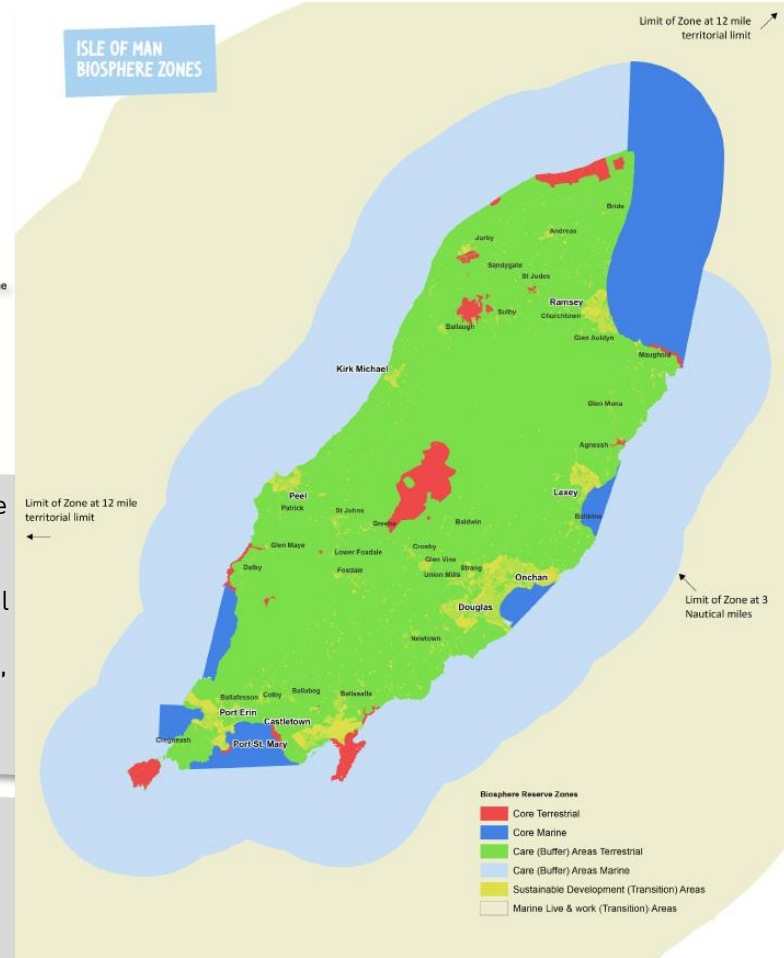 ISLE OF MAN
BIOSPHERE ZONES
Limit of Zone at 12 mile
territorial limit
Bride
Andreas
Jurby
Sandygate
St Judes
Ramsey
Sulby
Churchtown
Ballaugh
Glen Auldyn
Maughold
Kirk Michael
Glen Mona
Agneash
Laxey
Peel
Limit of Zone at 12 mile
territorial limit
Patrick
St Johns
Greeba
Baldwin
Baldrine
Glen Maye
Lower Foxdale
Crosby
Glen Vine
Strang
Dalby
Foxdale
Union Mills
Onchan
Limit of Zone at 3
Nautical miles
Douglas
Newtown
Ballafesson
Colby
Ballabeg
Ballasalla
Port Erin
Castletown
Cregneash
Port St. Mary
Biosphere Reserve Zones
Core Terrestrial
Core Marine
Care (Buffer) Areas Terrestrial
Care (Buffer) Areas Marine
Sustainable Development (Transition) Areas
Marine Live & work (Transition) Areas